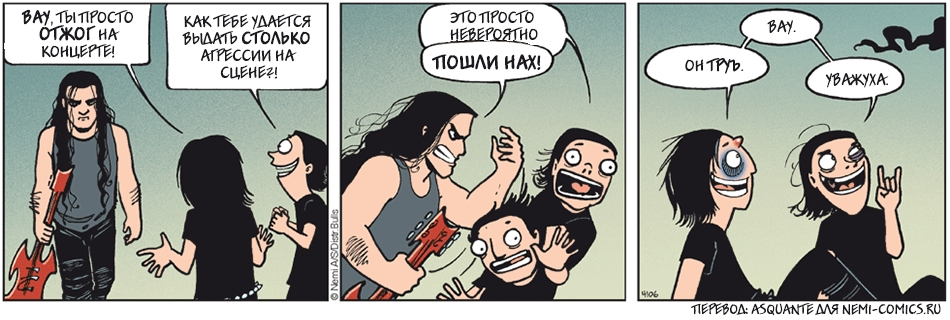 ВАУ, ТЫ ПРОСТО
ОТЖОГ НА
КОНЦЕРТЕ!
КАК ТЕБЕ УДАЕТСЯ
ВЫДАТЬ СТОЛЬКО
АГРЕССИИ НА
СЦЕНЕ?!
© Nemi A/S/Distr Bulls
ЭТО ПРОСТО
НЕВЕРОЯТНО
ПОШЛИ НАХ!
ВАУ.
ОН ТРУЪ.
УВАЖУХА.
4106
ПЕРЕВОД: ASQUANTE ДЛЯ NEMI-COMICS.RU